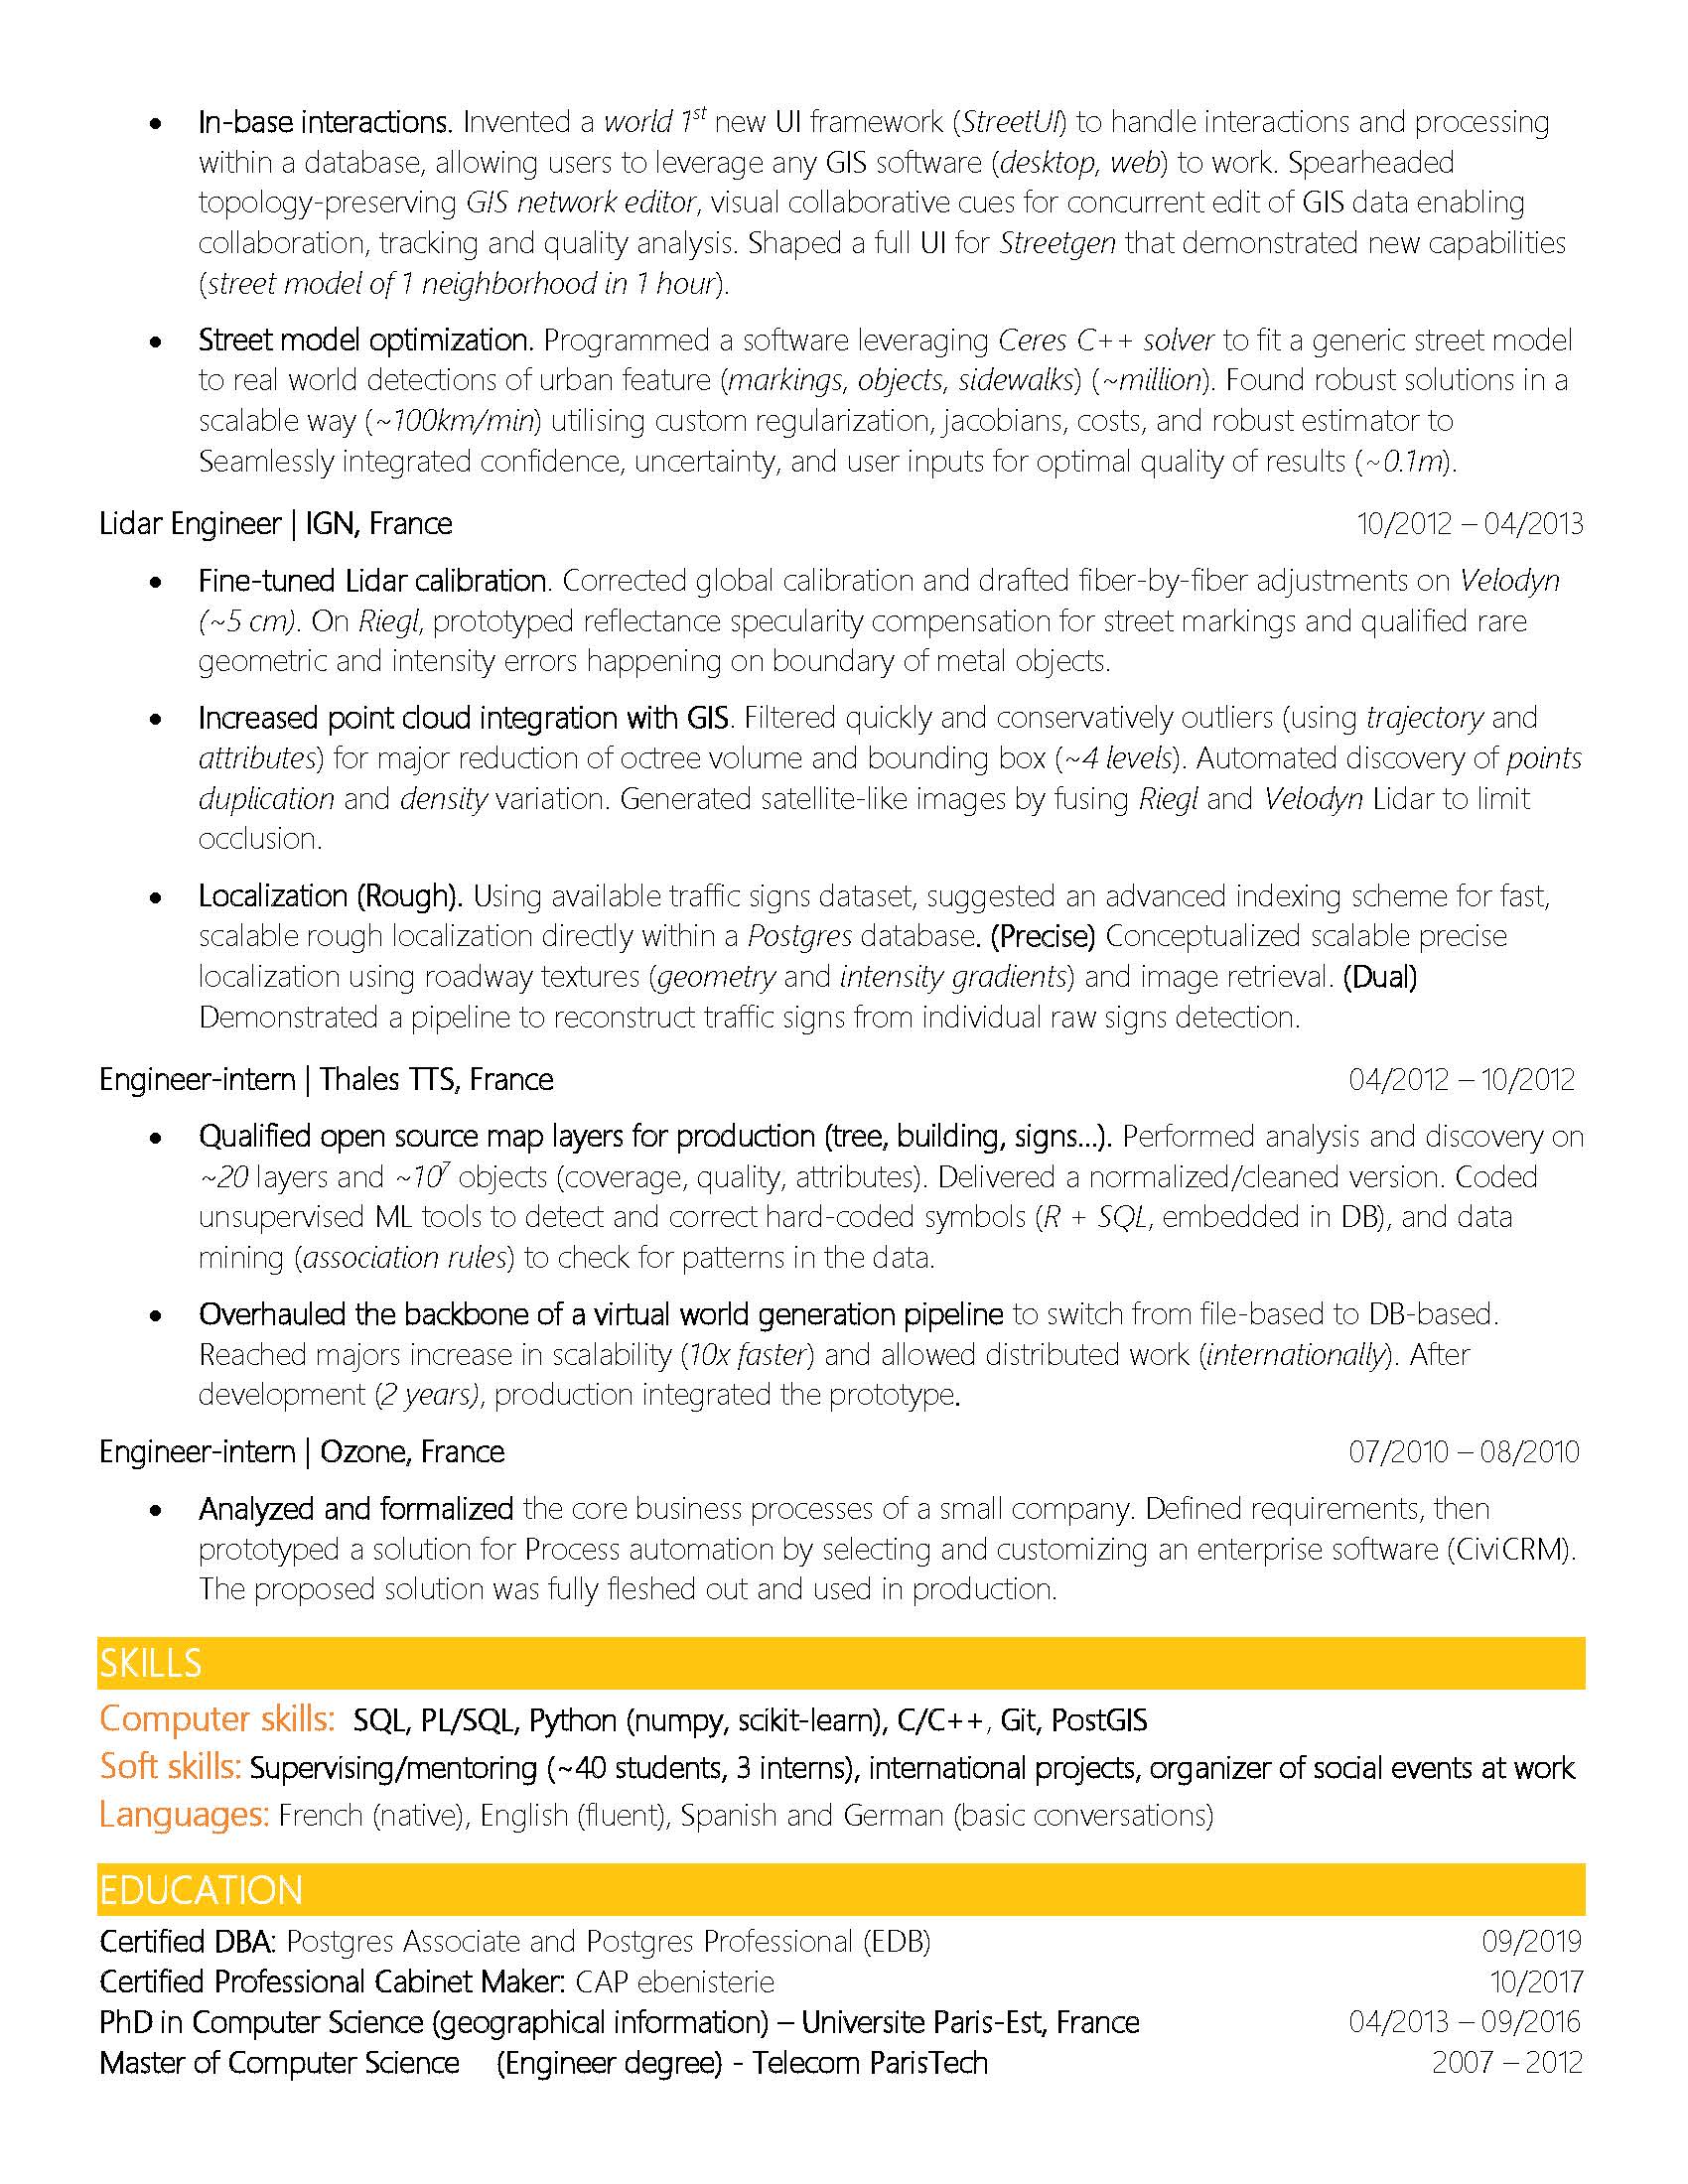 • In-base interactions. Invented a world 1st new UI framework (StreetUI) to handle interactions and processing
within a database, allowing users to leverage any GIS software (desktop, web) to work. Spearheaded
topology-preserving GIS network editor, visual collaborative cues for concurrent edit of GIS data enabling
collaboration, tracking and quality analysis. Shaped a full UI for Streetgen that demonstrated new capabilities
(street model of 1 neighborhood in 1 hour).
• Street model optimization. Programmed a software leveraging Ceres C++ solver to fit a generic street model
to real world detections of urban feature (markings, objects, sidewalks) (~million). Found robust solutions in a
scalable way (~100km/min) utilising custom regularization, jacobians, costs, and robust estimator to
Seamlessly integrated confidence, uncertainty, and user inputs for optimal quality of results (~0.1m).
Lidar Engineer | IGN, France 10/2012 – 04/2013
• Fine-tuned Lidar calibration. Corrected global calibration and drafted fiber-by-fiber adjustments on Velodyn
(~5 cm). On Riegl, prototyped reflectance specularity compensation for street markings and qualified rare
geometric and intensity errors happening on boundary of metal objects.
• Increased point cloud integration with GIS. Filtered quickly and conservatively outliers (using trajectory and
attributes) for major reduction of octree volume and bounding box (~4 levels). Automated discovery of points
duplication and density variation. Generated satellite-like images by fusing Riegl and Velodyn Lidar to limit
occlusion.
• Localization (Rough). Using available traffic signs dataset, suggested an advanced indexing scheme for fast,
scalable rough localization directly within a Postgres database. (Precise) Conceptualized scalable precise
localization using roadway textures (geometry and intensity gradients) and image retrieval. (Dual)
Demonstrated a pipeline to reconstruct traffic signs from individual raw signs detection.
Engineer-intern | Thales TTS, France 04/2012 – 10/2012
• Qualified open source map layers for production (tree, building, signs...). Performed analysis and discovery on
~20 layers and ~10⁷ objects (coverage, quality, attributes). Delivered a normalized/cleaned version. Coded
unsupervised ML tools to detect and correct hard-coded symbols (R + SQL, embedded in DB), and data
mining (association rules) to check for patterns in the data.
• Overhauled the backbone of a virtual world generation pipeline to switch from file-based to DB-based.
Reached majors increase in scalability (10x faster) and allowed distributed work (internationally). After
development (2 years), production integrated the prototype.
Engineer-intern | Ozone, France 07/2010 – 08/2010
• Analyzed and formalized the core business processes of a small company. Defined requirements, then
prototyped a solution for Process automation by selecting and customizing an enterprise software (CiviCRM).
The proposed solution was fully fleshed out and used in production.
SKILLS
Computer skills: SQL, PL/SQL, Python (numpy, scikit-learn), C/C++, Git, PostGIS
Soft skills: Supervising/mentoring (~40 students, 3 interns), international projects, organizer of social events at work
Languages: French (native), English (fluent), Spanish and German (basic conversations)
EDUCATION
Certified DBA: Postgres Associate and Postgres Professional (EDB) 09/2019
Certified Professional Cabinet Maker: CAP ebenisterie 10/2017
PhD in Computer Science (geographical information) – Universite Paris-Est, France 04/2013 – 09/2016
Master of Computer Science (Engineer degree) - Telecom ParisTech 2007 – 2012